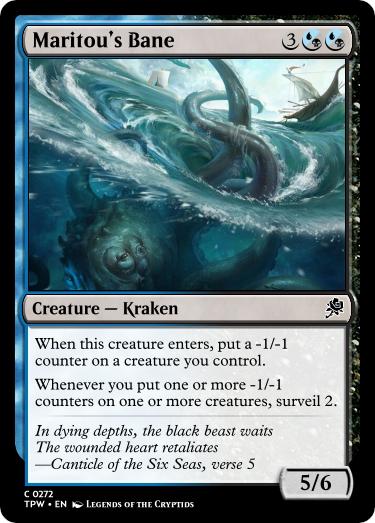 Maritou's Bane 3
Creature — Kraken
When this creature enters, put a -1/-1
counter on a creature you control.
Whenever you put one or more -1/-1
counters on one or more creatures, surveil 2.
In dying depths, the black beast waits
The wounded heart retaliates
—Canticle of the Six Seas, verse 5
5/6
C 0272
TPW • EN Legends of the Cryptids